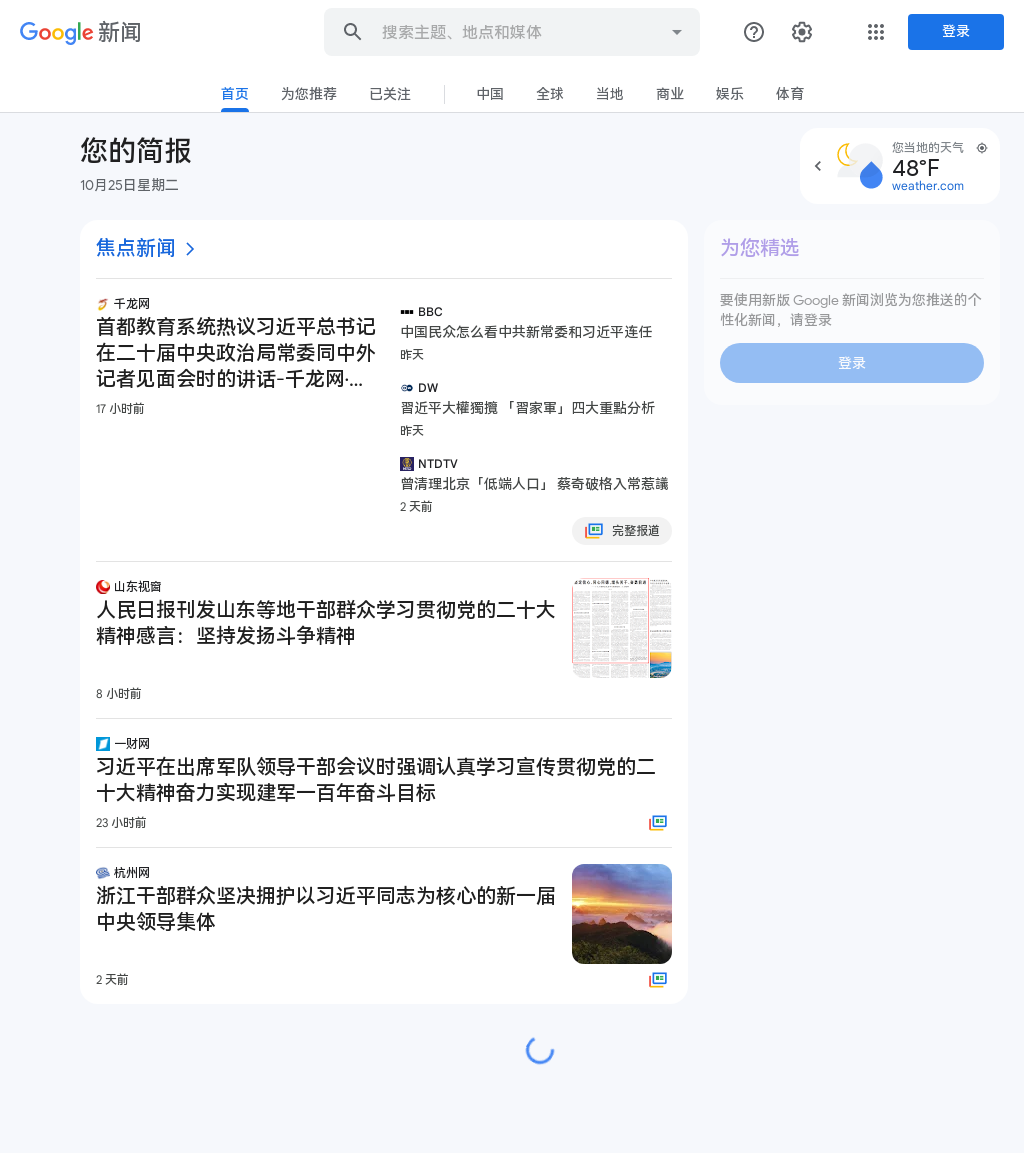 Google 新闻
搜索主题、地点和媒体
登录
首页
为您推荐
已关注
中国
全球
当地
商业
娱乐
体育
您的简报
10月25日星期二
您当地的天气
48°F
weather.com
焦点新闻
千龙网
首都教育系统热议习近平总书记
在二十届中央政治局常委同中外
记者见面会时的讲话-千龙网·...
17 小时前
BBC
中国民众怎么看中共新常委和习近平连任
昨天
DW
習近平大權獨攬 「習家軍」四大重點分析
昨天
NTDTV
曾清理北京「低端人口」 蔡奇破格入常惹議
2 天前
完整报道
山东视窗
人民日报刊发山东等地干部群众学习贯彻党的二十大
精神感言：坚持发扬斗争精神
8 小时前
一财网
习近平在出席军队领导干部会议时强调认真学习宣传贯彻党的二
十大精神奋力实现建军一百年奋斗目标
23 小时前
杭州网
浙江干部群众坚决拥护以习近平同志为核心的新一届
中央领导集体
2 天前
为您精选
要使用新版 Google 新闻浏览为您推送的个
性化新闻，请登录
登录